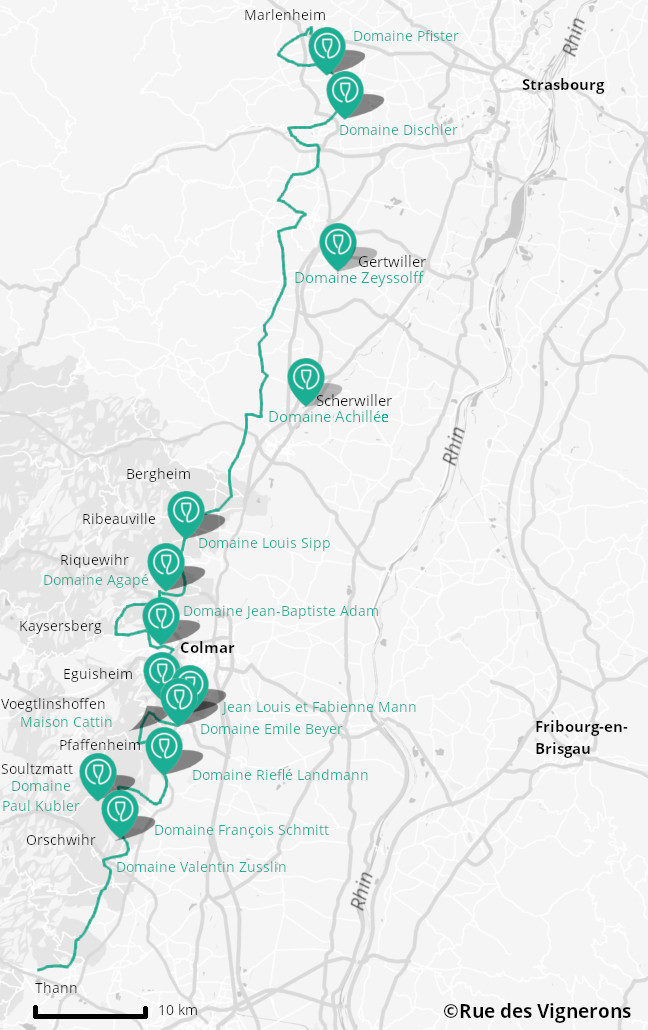 Marlenheim
Domaine Pfister
Rhin
Strasbourg
Domaine Dischler
Gertwiller
Domaine Zeyssolff
Scherwiller
Domaine Achillée
Rhin
Bergheim
Ribeauville
Domaine Louis Sipp
Riquewihr
Domaine Agapé
Domaine Jean-Baptiste Adam
Kaysersberg
Colmar
Eguisheim
Voegtlinshoffen
Jean Louis et Fabienne Mann
Maison Cattin
Domaine Emile Beyer
Fribourg-en-
Brisgau
Pfaffenheim
Soultzmatt
Domaine Rieflé Landmann
Domaine
Paul Kubler
Domaine François Schmitt
Orschwihr
Domaine Valentin Zusslin
Rhin
Thann
10 km
©Rue des Vignerons